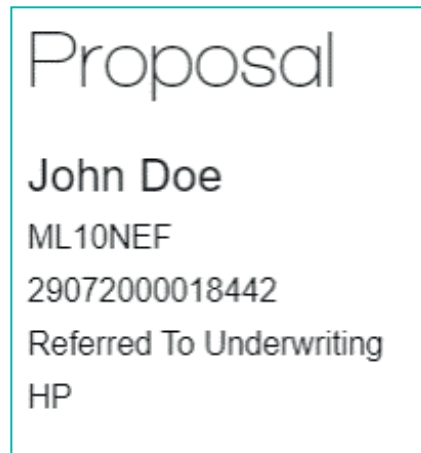 Proposal
John Doe
ML10NEF
29072000018442
Referred To Underwriting
HP